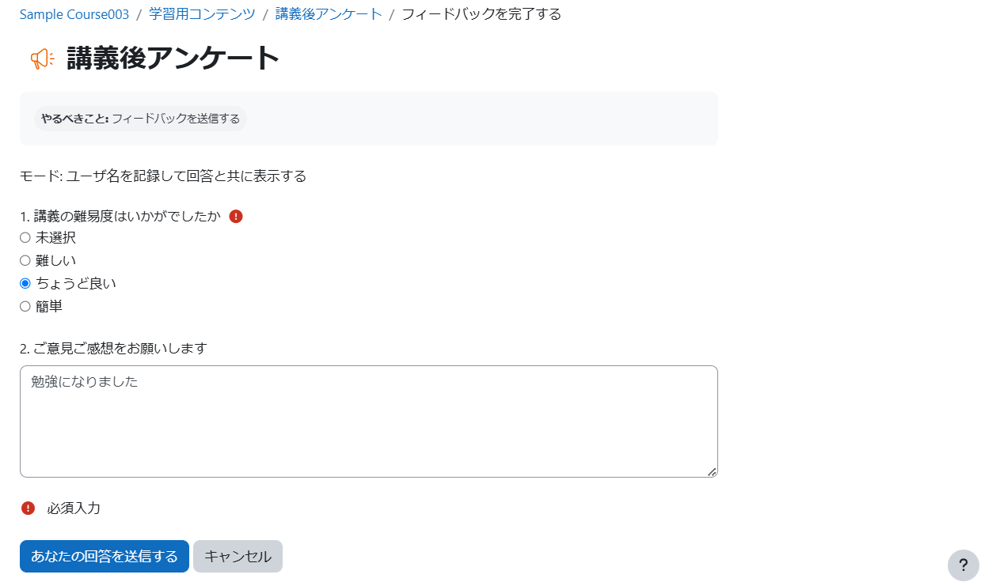 Sample Course003 / 学習用コンテンツ / 講義後アンケート / フィードバックを完了する
講義後アンケート
やるべきこと: フィードバックを送信する
モード: ユーザ名を記録して回答と共に表示する
1. 講義の難易度はいかがでしたか
未選択
難しい
ちょうど良い
簡単
2. ご意見ご感想をお願いします
勉強になりました
必須入力
あなたの回答を送信する キャンセル
?